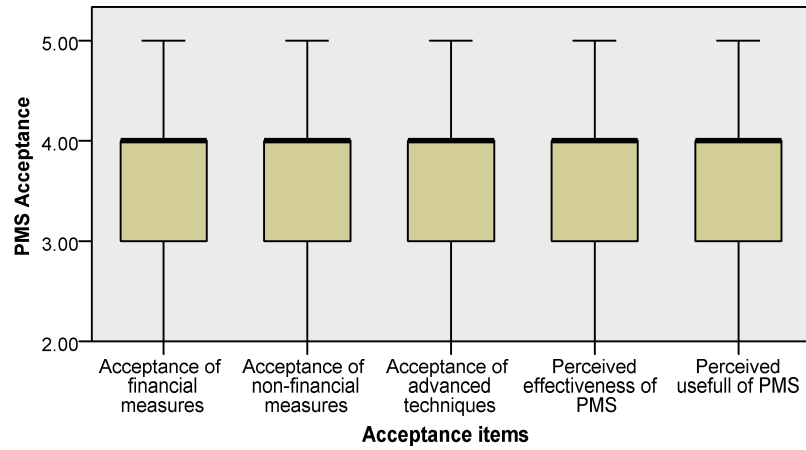 5.00
4.00
3.00
2.00
PMS Acceptance
Acceptance of
financial
measures
Acceptance of
non-financial
measures
Acceptance of
advanced
techniques
Perceived
effectiveness of
PMS
Perceived
usefull of PMS
Acceptance items